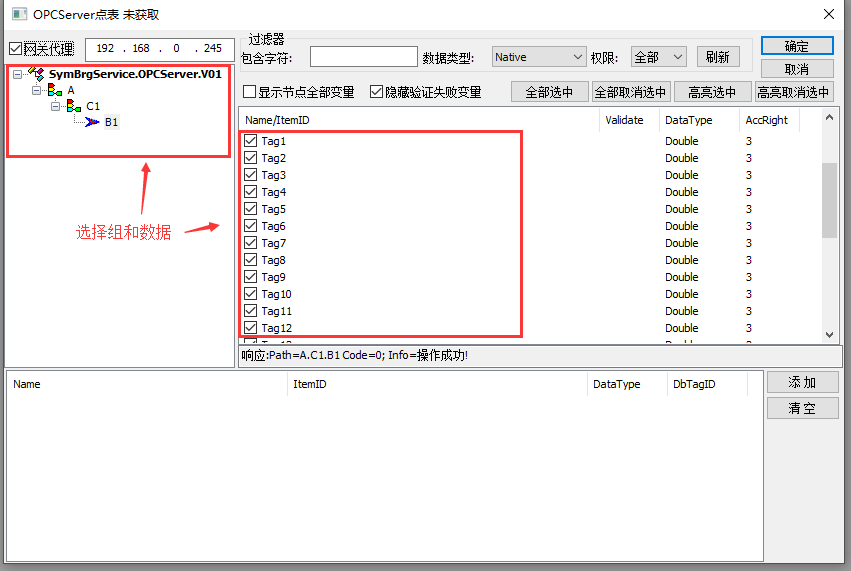 OPCServer点表 未获取
网关代理
192 . 168 . 0 . 245
过滤器
包含字符:
数据类型:
Native
权限:
全部
刷新
确定
取消
显示节点全部变量
隐藏验证失败变量
全部选中
全部取消选中
高亮选中
高亮取消选中
SymBrgService.OPCServer.V01
A
C1
B1
选择组和数据
Name/ItemID Validate DataType AccRight
Tag1 Double 3
Tag2 Double 3
Tag3 Double 3
Tag4 Double 3
Tag5 Double 3
Tag6 Double 3
Tag7 Double 3
Tag8 Double 3
Tag9 Double 3
Tag10 Double 3
Tag11 Double 3
Tag12 Double 3
响应:Path=A.C1.B1 Code=0; Info=操作成功!
Name ItemID DataType DbTagID
添 加
清 空